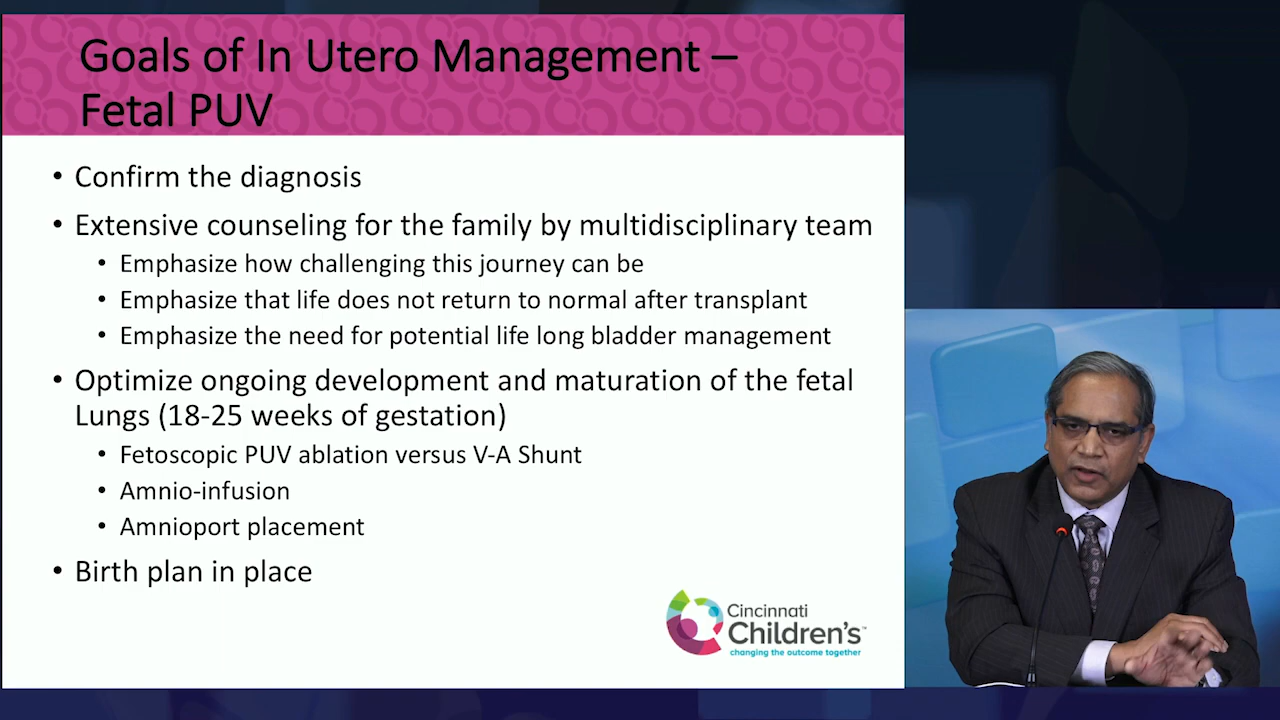 Goals of In Utero Management –
Fetal PUV
• Confirm the diagnosis
• Extensive counseling for the family by multidisciplinary team
• Emphasize how challenging this journey can be
• Emphasize that life does not return to normal after transplant
• Emphasize the need for potential life long bladder management
• Optimize ongoing development and maturation of the fetal
Lungs (18-25 weeks of gestation)
• Fetoscopic PUV ablation versus V-A Shunt
• Amnio-infusion
• Amnioport placement
• Birth plan in place
Cincinnati
Children's™
changing the outcome together